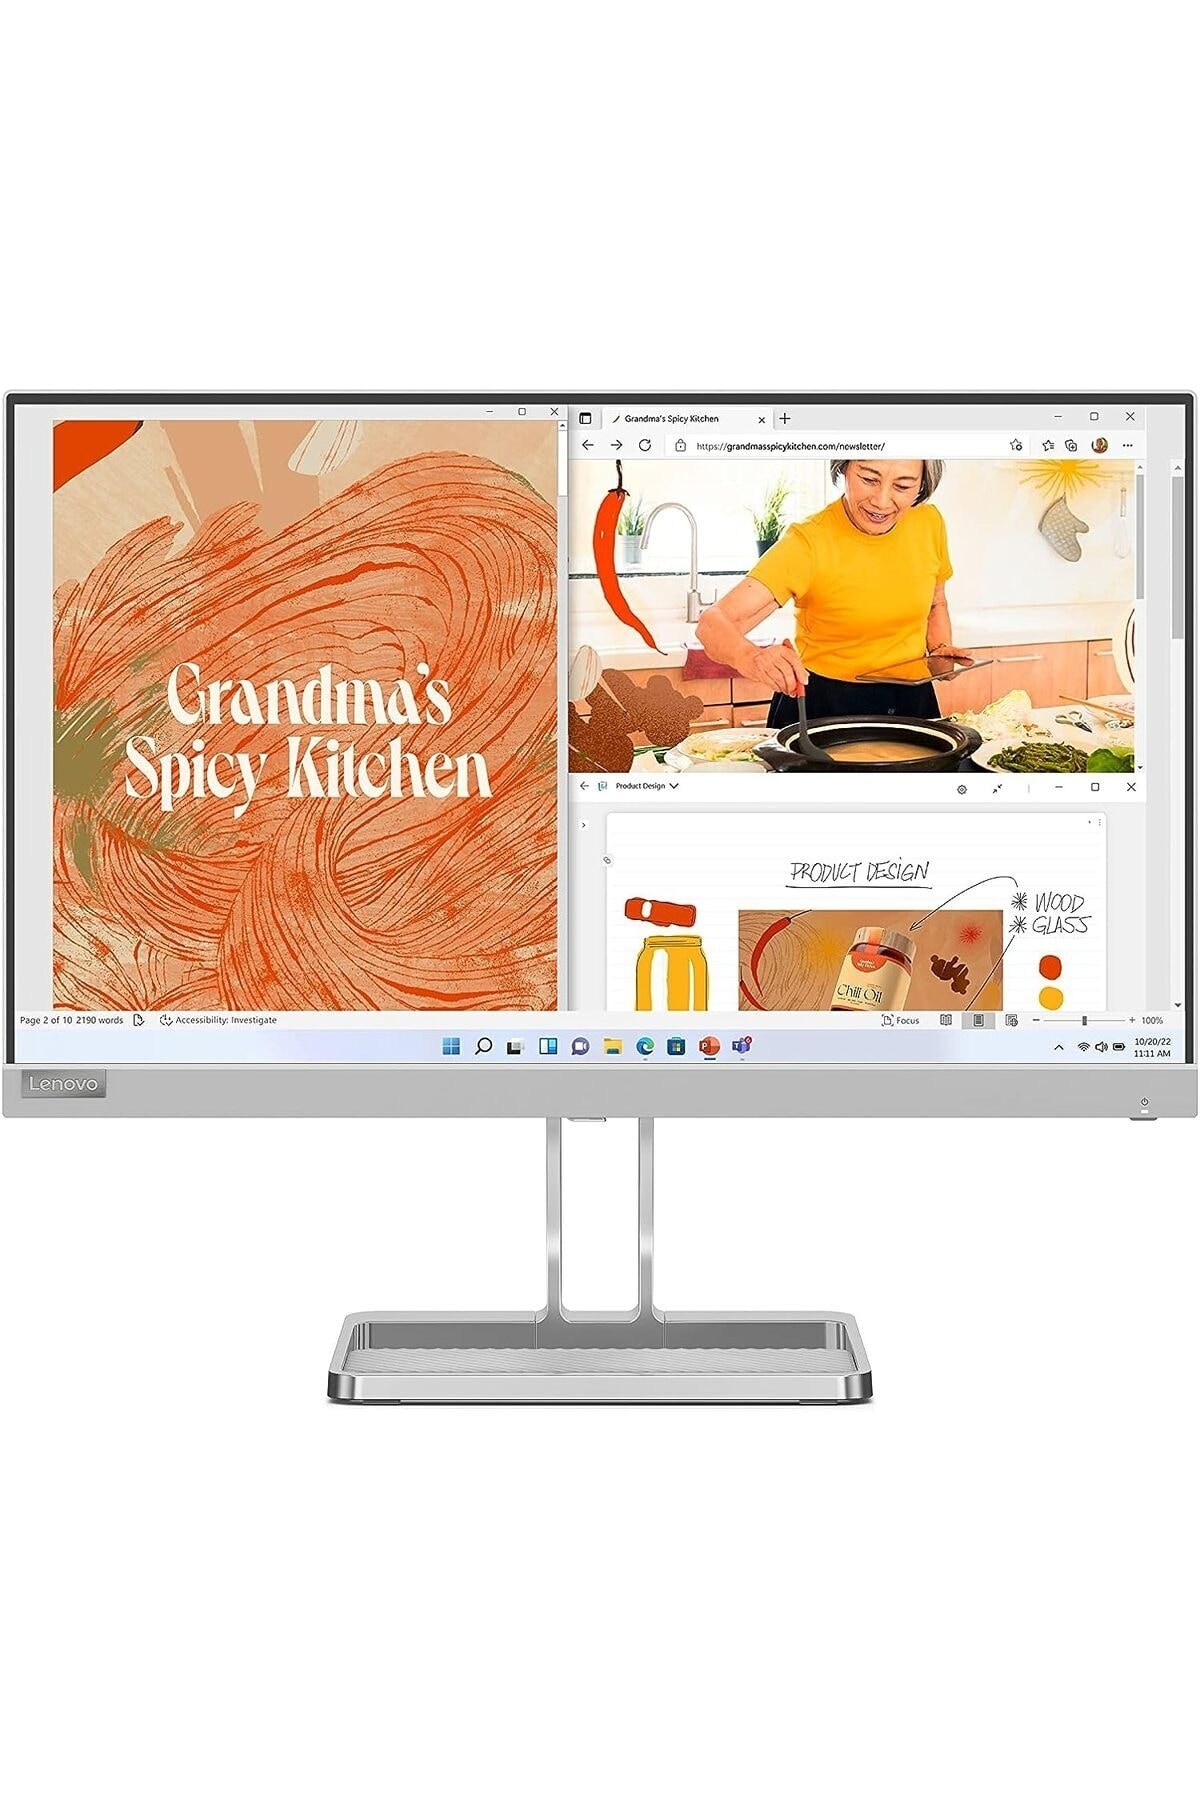 Grandma's Spicy Kitchen
https://grandmasspicykitchen.com/newsletter/
Grandma's
Spicy Kitchen
Product Design
PRODUCT DESIGN
WOOD
GLASS
Chili Oil
Page 2 of 10 2190 words
Accessibility: Investigate
Focus
100%
10/20/22
11:11 AM
Lenovo